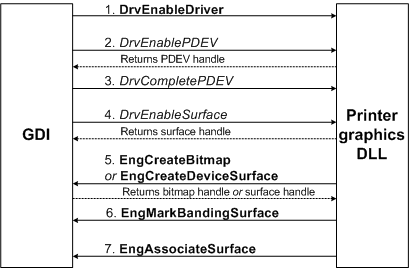 1. DrvEnableDriver
2. DrvEnablePDEV
Returns PDEV handle
3. DrvCompletePDEV
4. DrvEnableSurface
Returns surface handle
GDI
Printer
graphics
DLL
5. EngCreateBitmap
or EngCreateDeviceSurface
Returns bitmap handle or surface handle
6. EngMarkBandingSurface
7. EngAssociateSurface